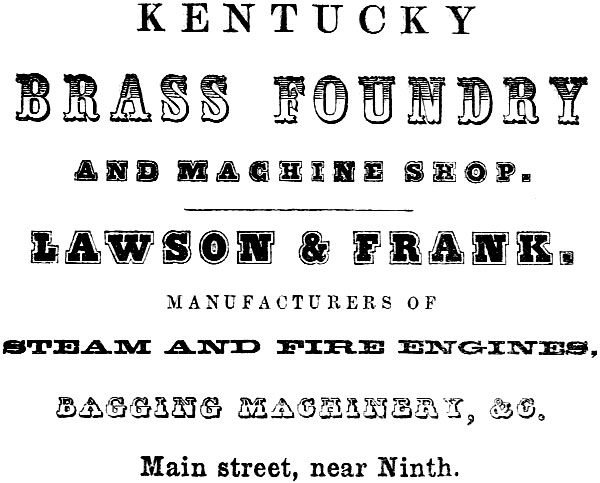 KENTUCKY
BRASS FOUNDRY
AND MACHINE SHOP.
LAWSON & FRANK.
MANUFACTURERS OF
STEAM AND FIRE ENGINES,
BAGGING MACHINERY, &C.
Main street, near Ninth.